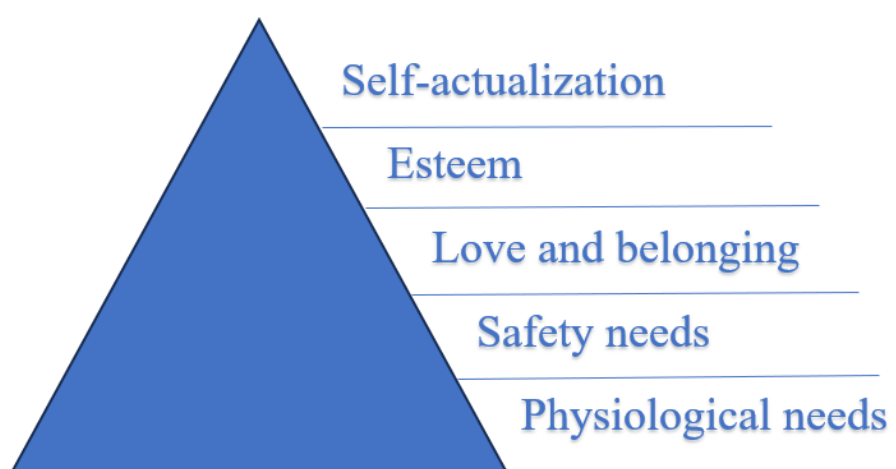 Self-actualization
Esteem
Love and belonging
Safety needs
Physiological needs